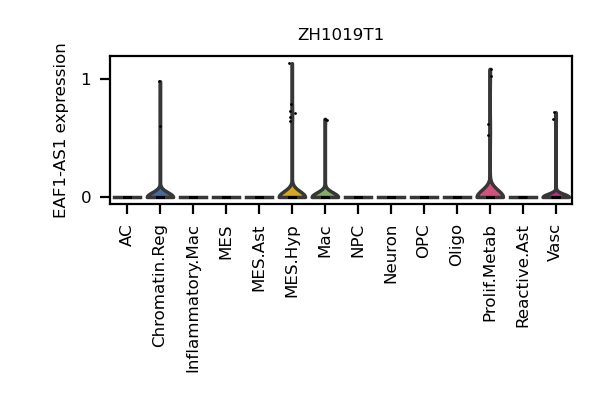 ZH1019T1
EAF1-AS1 expression
1
0
AC
Chromatin.Reg
Inflammatory.Mac
MES
MES.Ast
MES.Hyp
Mac
NPC
Neuron
OPC
Oligo
Prolif.Metab
Reactive.Ast
Vasc